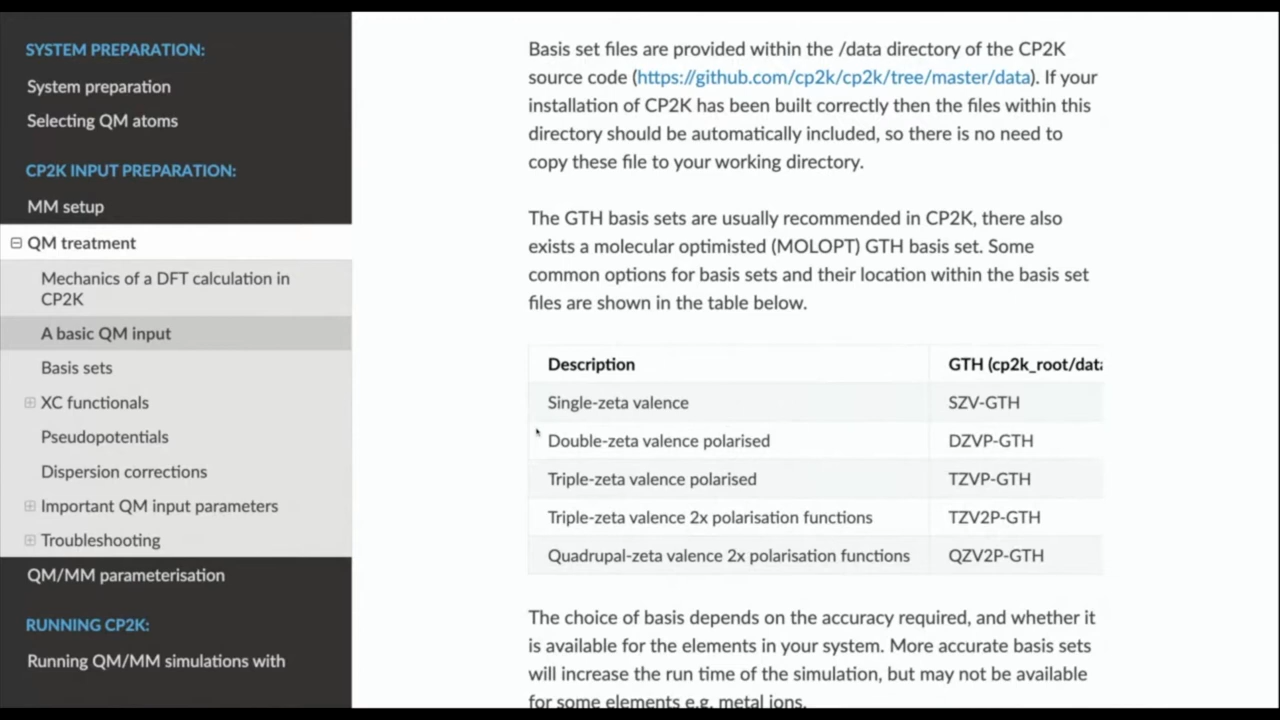 SYSTEM PREPARATION:
System preparation
Selecting QM atoms
CP2K INPUT PREPARATION:
MM setup
QM treatment
Mechanics of a DFT calculation in
CP2K
A basic QM input
Basis sets
XC functionals
Pseudopotentials
Dispersion corrections
Important QM input parameters
Troubleshooting
QM/MM parameterisation
RUNNING CP2K:
Running QM/MM simulations with
Basis set files are provided within the /data directory of the CP2K
source code (https://github.com/cp2k/cp2k/tree/master/data). If your
installation of CP2K has been built correctly then the files within this
directory should be automatically included, so there is no need to
copy these file to your working directory.
The GTH basis sets are usually recommended in CP2K, there also
exists a molecular optimisted (MOLOPT) GTH basis set. Some
common options for basis sets and their location within the basis set
files are shown in the table below.
Description GTH (cp2k_root/data
Single-zeta valence SZV-GTH
Double-zeta valence polarised DZVP-GTH
Triple-zeta valence polarised TZVP-GTH
Triple-zeta valence 2x polarisation functions TZV2P-GTH
Quadrupal-zeta valence 2x polarisation functions QZV2P-GTH
The choice of basis depends on the accuracy required, and whether it
is available for the elements in your system. More accurate basis sets
will increase the run time of the simulation, but may not be available
for some elements e.g. metal ions.